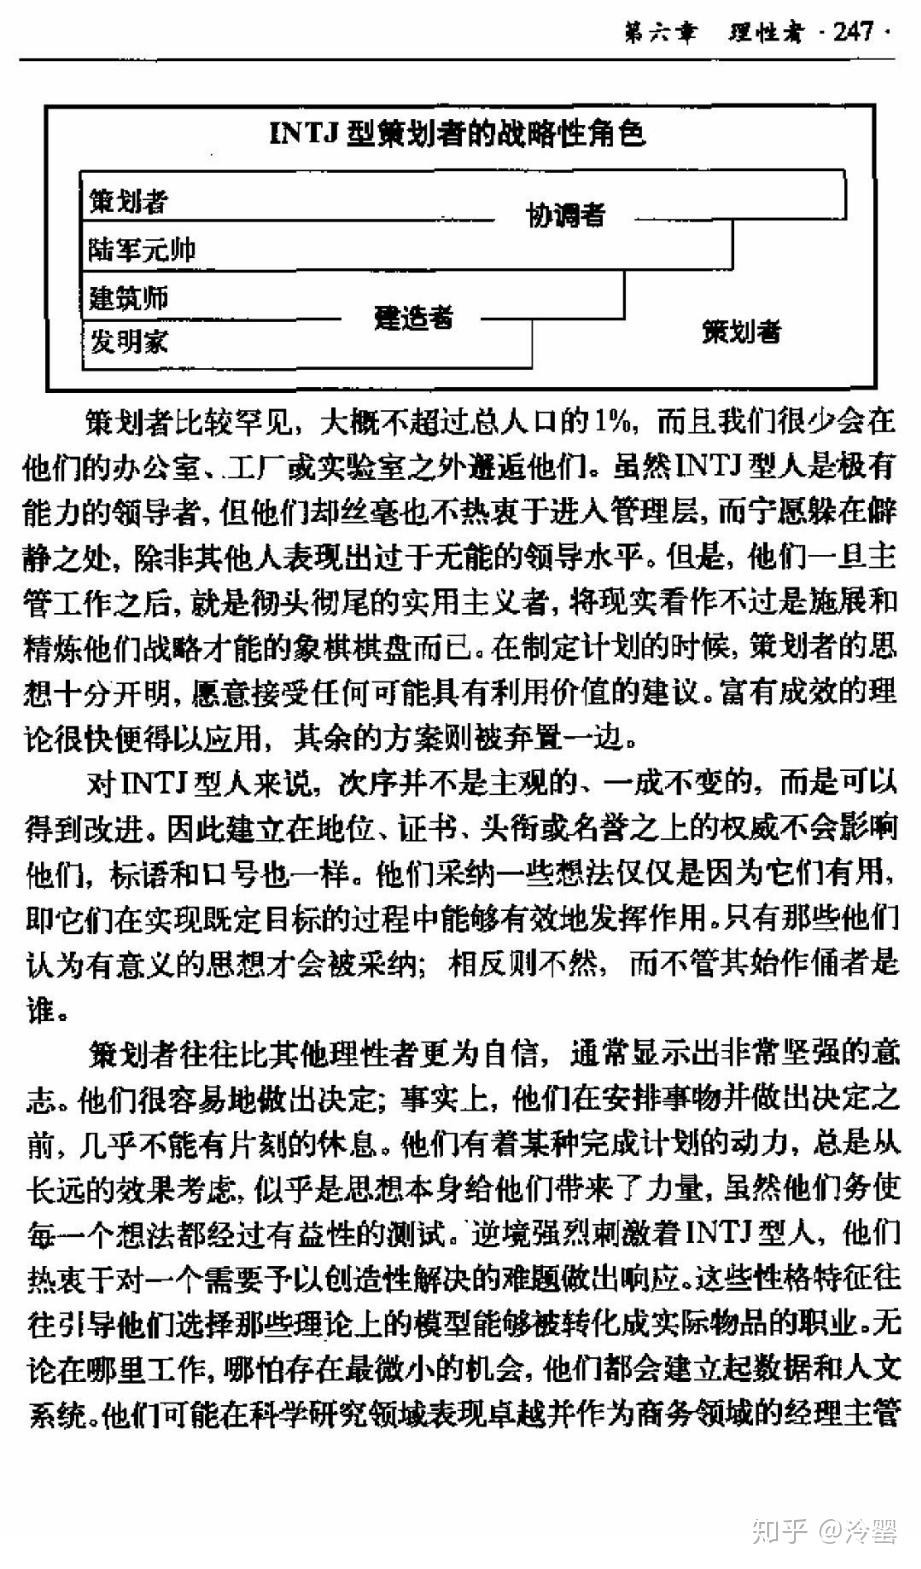 第六章 理性者·247·
INTJ型策划者的战略性角色
策划者
协调者
陆军元帅
建筑师
建造者
发明家
策划者
策划者比较罕见，大概不超过总人口的1%，而且我们很少会在
他们的办公室、工厂或实验室之外邂逅他们。虽然INTJ型人是极有
能力的领导者，但他们却丝毫也不热衷于进入管理层，而宁愿躲在僻
静之处，除非其他人表现出过于无能的领导水平。但是，他们一旦主
管工作之后，就是彻头彻尾的实用主义者，将现实看作不过是施展和
精炼他们战略才能的象棋棋盘而已。在制定计划的时候，策划者的思
想十分开明，愿意接受任何可能具有利用价值的建议。富有成效的理
论很快便得以应用，其余的方案则被弃置一边。
对INTJ型人来说，次序并不是主观的、一成不变的，而是可以
得到改进。因此建立在地位、证书、头衔或名誉之上的权威不会影响
他们，标语和口号也一样。他们采纳一些想法仅仅是因为它们有用，
即它们在实现既定目标的过程中能够有效地发挥作用。只有那些他们
认为有意义的思想才会被采纳；相反则不然，而不管其始作俑者是
谁。
策划者往往比其他理性者更为自信，通常显示出非常坚强的意
志。他们很容易地做出决定；事实上，他们在安排事物并做出决定之
前，几乎不能有片刻的休息。他们有着某种完成计划的动力，总是从
长远的效果考虑，似乎是思想本身给他们带来了力量，虽然他们务使
每一个想法都经过有益性的测试。逆境强烈刺激着INTJ型人，他们
热衷于对一个需要予以创造性解决的难题做出响应。这些性格特征往
往引导他们选择那些理论上的模型能够被转化成实际物品的职业。无
论在哪里工作，哪怕存在最微小的机会，他们都会建立起数据和人文
系统。他们可能在科学研究领域表现卓越并作为商务领域的经理主管
知乎 @冷罂